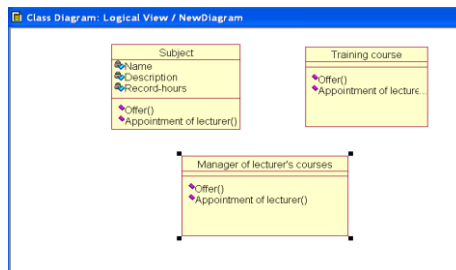 Class Diagram: Logical View / NewDiagram
Subject
Name
Description
Record-hours
Offer()
Appointment of lecturer()
Training course
Offer()
Appointment of lecture...
Manager of lecturer's courses
Offer()
Appointment of lecturer()